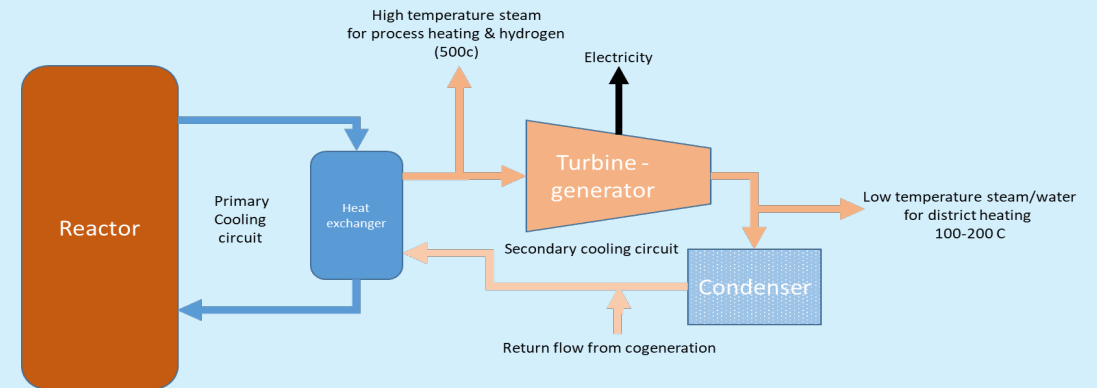 High temperature steam
for process heating & hydrogen
(500c)
Electricity
Reactor
Primary
Cooling
circuit
Heat
exchanger
Turbine -
generator
Low temperature steam/water
for district heating
100-200 C
Secondary cooling circuit
Condenser
Return flow from cogeneration